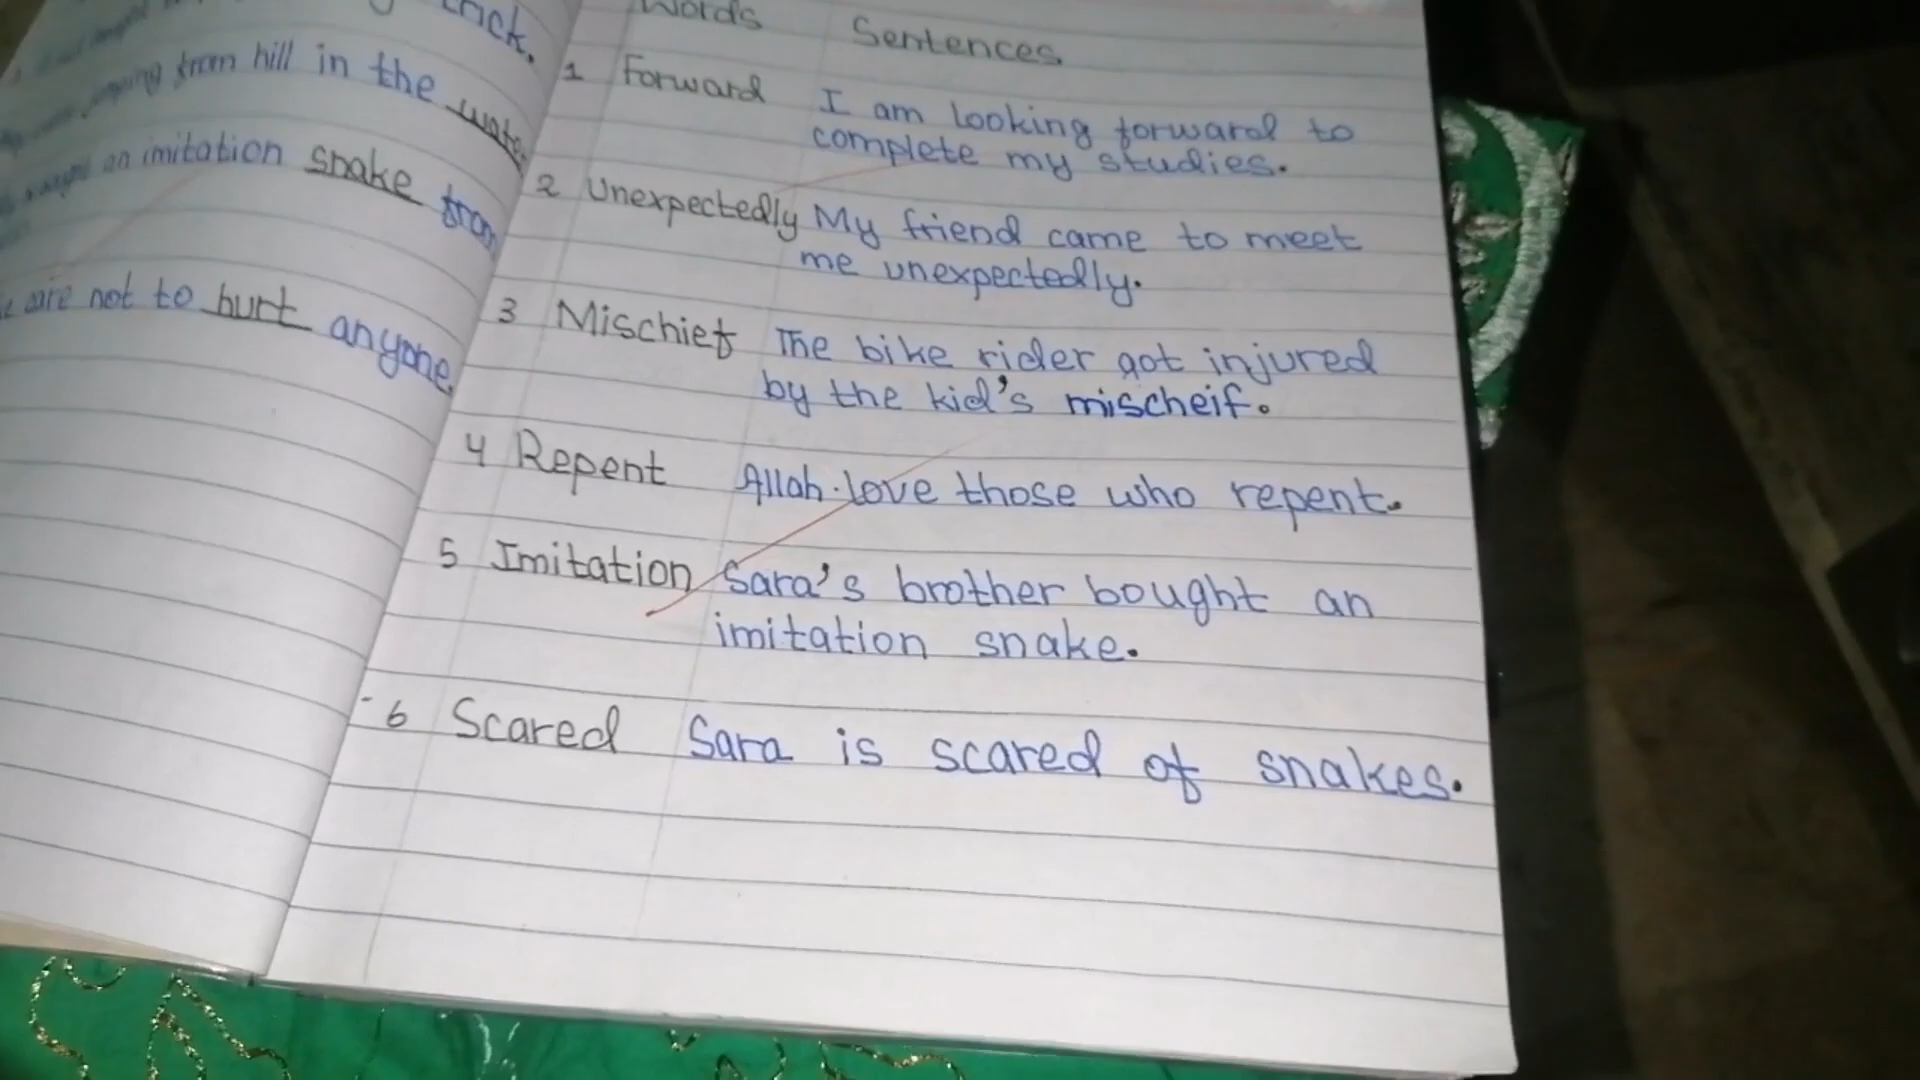 trick.
from hill in the water
an imitation snake from
are not to hurt anyone.
Words Sentences
1 Forward I am looking forward to
complete my studies.
2 Unexpectedly My friend came to meet
me unexpectedly.
3 Mischief The bike rider got injured
by the kid's mischeif.
4 Repent Allah love those who repent.
5 Imitation Sara's brother bought an
imitation snake.
6 Scared Sara is scared of snakes.